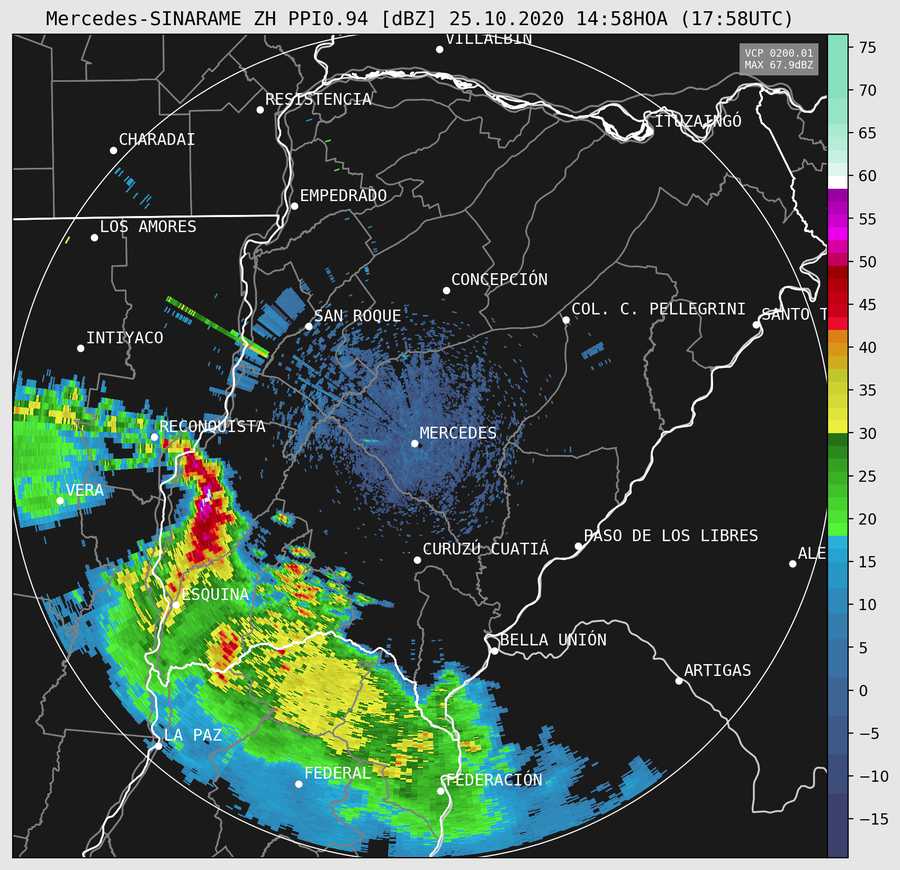 Mercedes-SINARAME ZH PPI0.94 [dBZ] 25.10.2020 14:58HOA (17:58UTC)
VILLALBIN
VCP 0200.01
MAX 67.9dBZ
RESISTENCIA
ITUZAINGÓ
CHARADAI
EMPEDRADO
LOS AMORES
CONCEPCIÓN
COL. C. PELLEGRINI
SANTO T
SAN ROQUE
INTIYACO
RECONQUISTA
MERCEDES
VERA
PASO DE LOS LIBRES
CURUZÚ CUATIÁ
ALE
ESQUINA
BELLA UNIÓN
ARTIGAS
LA PAZ
FEDERAL
FEDERACIÓN
75
70
65
60
55
50
45
40
35
30
25
20
15
10
5
0
−5
−10
−15